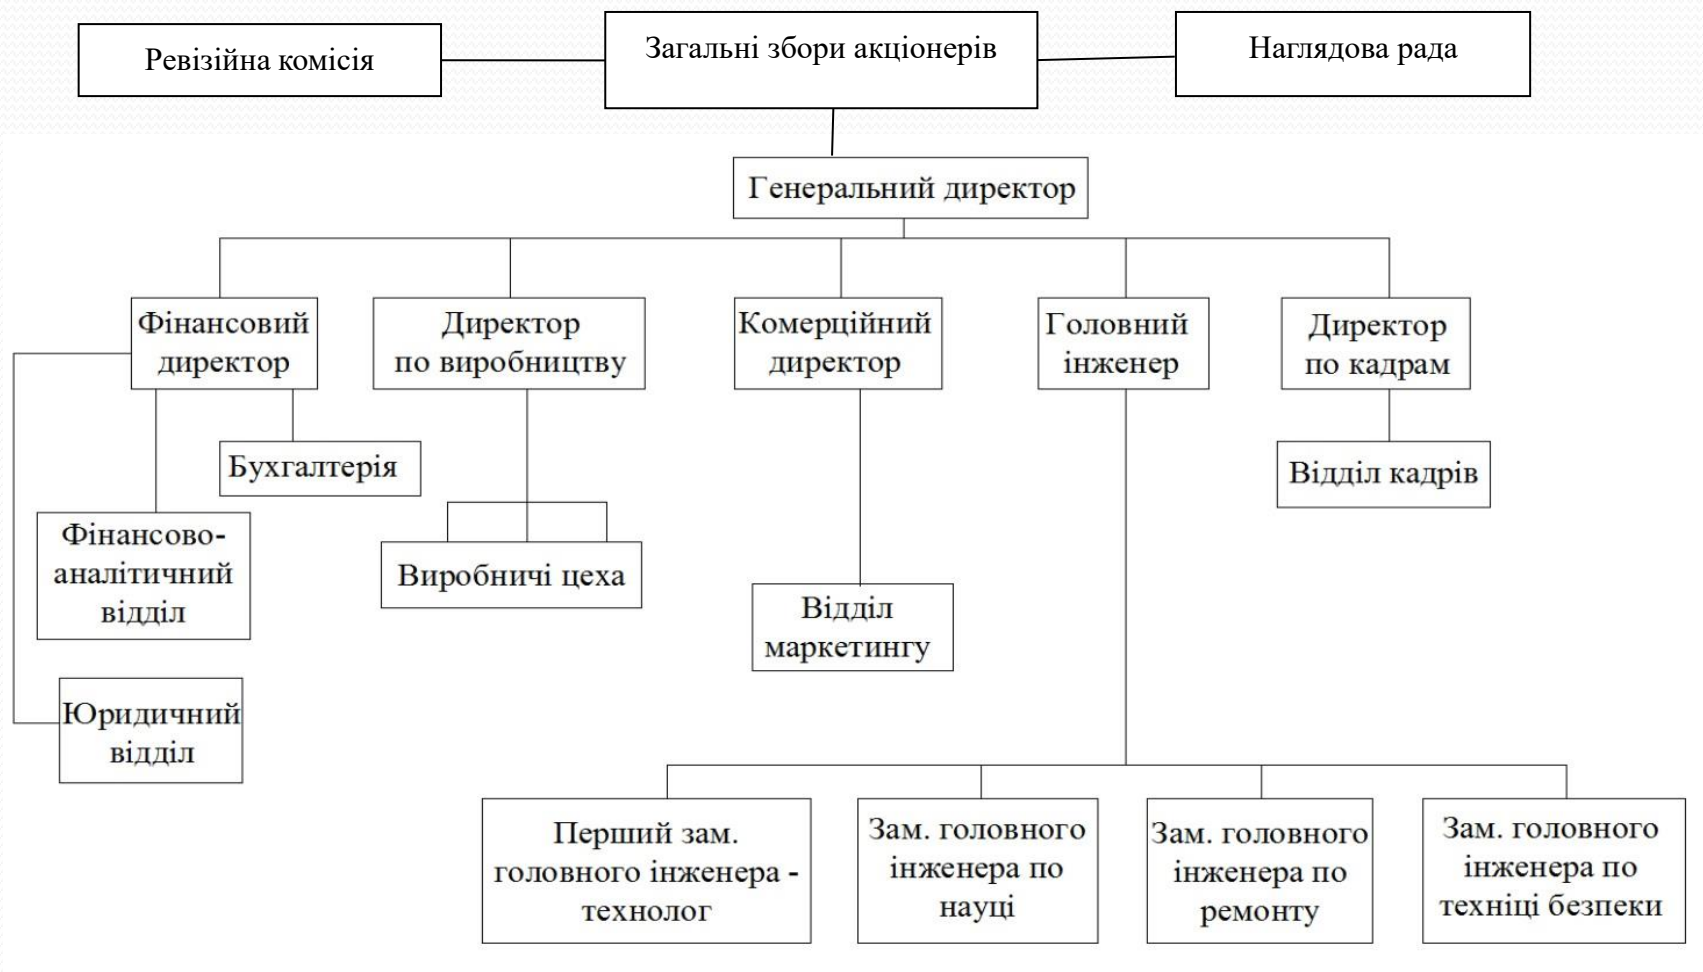 Ревізійна комісія
Загальні збори акціонерів
Наглядова рада
Генеральний директор
Фінансовий
директор
Директор
по виробництву
Комерційний
директор
Головний
інженер
Директор
по кадрам
Бухгалтерія
Відділ кадрів
Фінансово-
аналітичний
відділ
Виробничі цеха
Відділ
маркетингу
Юридичний
відділ
Перший зам.
головного інженера -
технолог
Зам. головного
інженера по
науці
Зам. головного
інженера по
ремонту
Зам. головного
інженера по
техніці безпеки